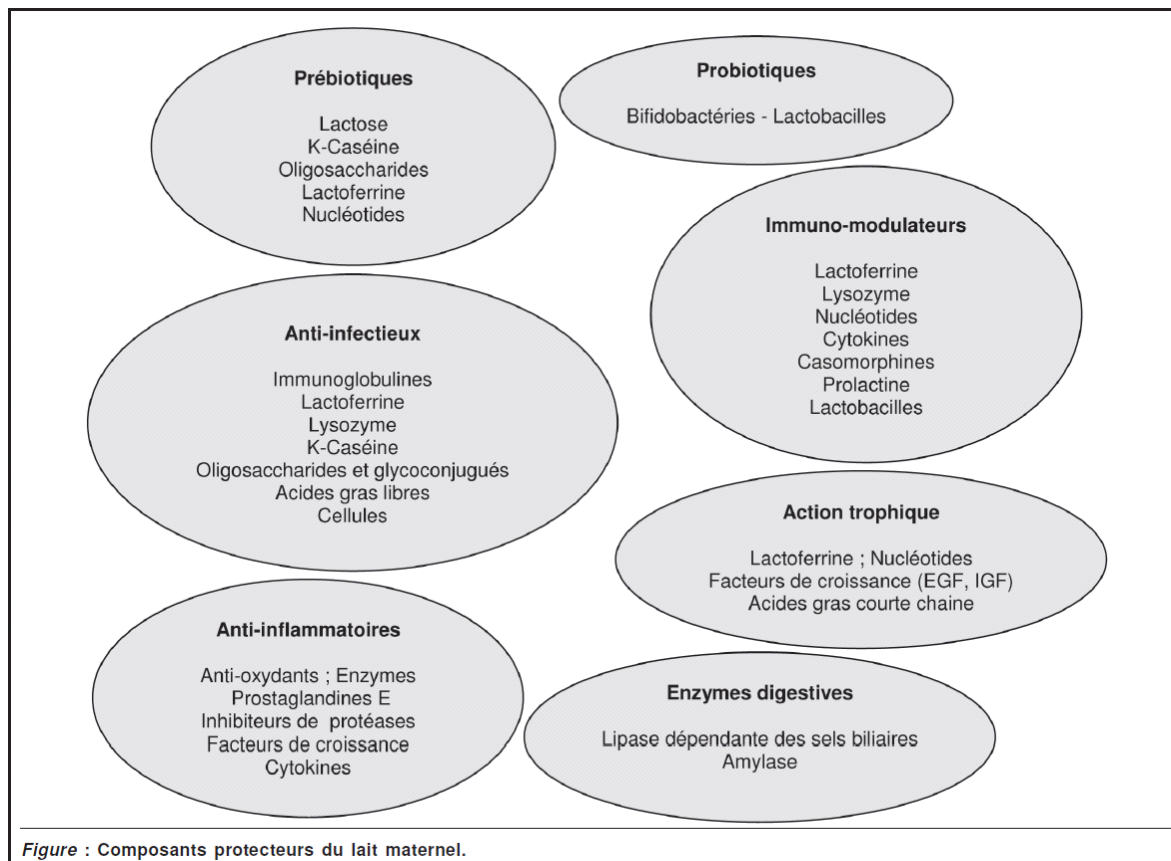 Prébiotiques
Lactose
K-Caséine
Oligosaccharides
Lactoferrine
Nucléotides
Probiotiques
Bifidobactéries - Lactobacilles
Immuno-modulateurs
Lactoferrine
Lysozyme
Nucléotides
Cytokines
Casomorphines
Prolactine
Lactobacilles
Anti-infectieux
Immunoglobulines
Lactoferrine
Lysozyme
K-Caséine
Oligosaccharides et glycoconjugués
Acides gras libres
Cellules
Action trophique
Lactoferrine ; Nucléotides
Facteurs de croissance (EGF, IGF)
Acides gras courte chaine
Anti-inflammatoires
Anti-oxydants ; Enzymes
Prostaglandines E
Inhibiteurs de protéases
Facteurs de croissance
Cytokines
Enzymes digestives
Lipase dépendante des sels biliaires
Amylase
Figure : Composants protecteurs du lait maternel.